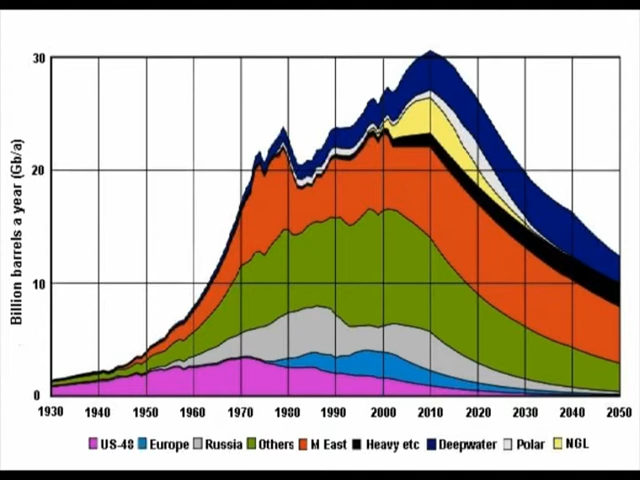 30
20
10
0
Billion barrels a year (Gb/a)
1930 1940 1950 1960 1970 1980 1990 2000 2010 2020 2030 2040 2050
US-48 Europe Russia Others M East Heavy etc Deepwater Polar NGL